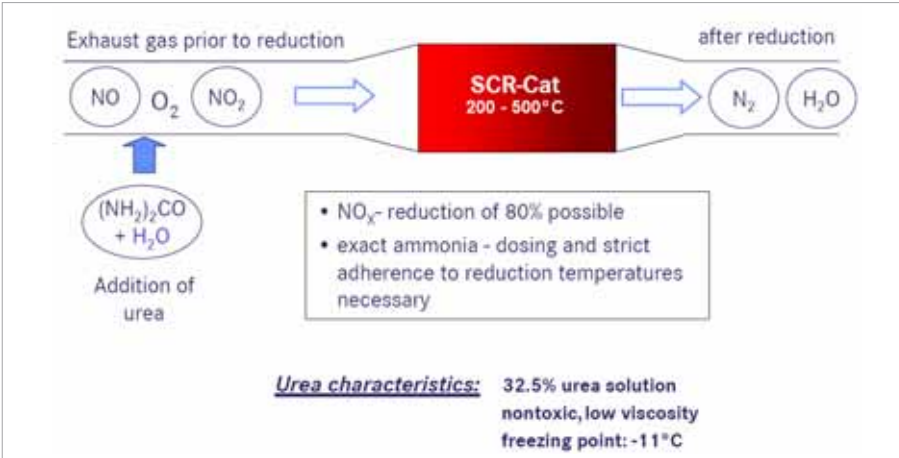 Exhaust gas prior to reduction
after reduction
NO O₂ NO₂
SCR-Cat
200 - 500°C
N₂ H₂O
(NH₂)₂CO
+ H₂O
Addition of
urea
• NOₓ- reduction of 80% possible
• exact ammonia - dosing and strict
adherence to reduction temperatures
necessary
Urea characteristics: 32.5% urea solution
nontoxic, low viscosity
freezing point: -11°C